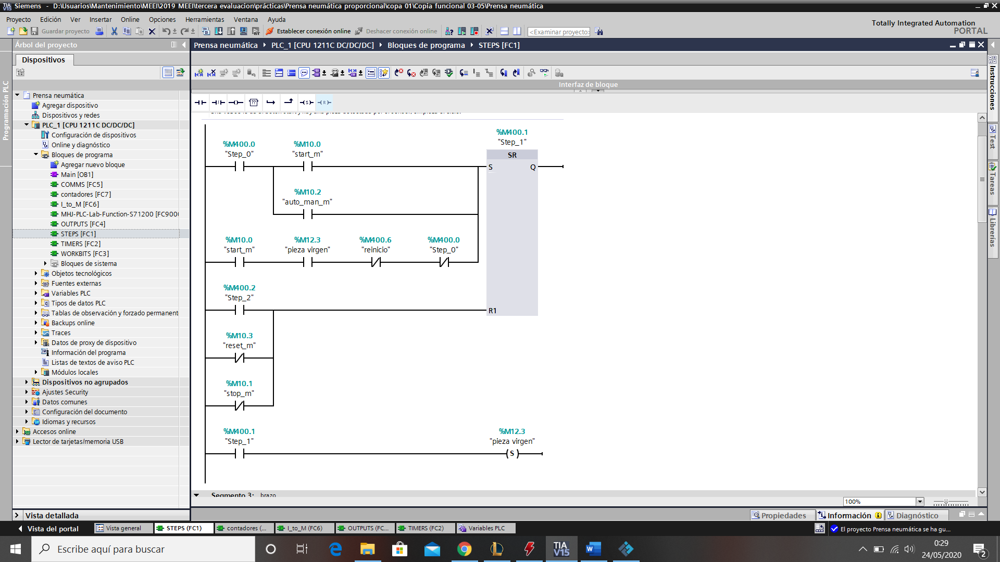 Siemens - D:\Usuarios\Mantenimiento\MEEI\2019 MEEI\tercera evaluacion\prácticas\Prensa neumática proporcional\copa 01\Copia funcional 03-05\Prensa neumática
Proyecto Edición Ver Insertar Online Opciones Herramientas Ventana Ayuda
Totally Integrated Automation
PORTAL
Guardar proyecto Establecer conexión online Deshacer conexión online <Examinar proyecto>
Árbol del proyecto
Prensa neumática PLC_1 [CPU 1211C DC/DC/DC] Bloques de programa STEPS [FC1]
Dispositivos
Interfaz de bloque
Programación PLC
Prensa neumática
Agregar dispositivo
Dispositivos y redes
PLC_1 [CPU 1211C DC/DC/DC]
Configuración de dispositivos
Online y diagnóstico
Bloques de programa
Agregar nuevo bloque
Main [OB1]
COMMS [FC5]
contadores [FC7]
I_to_M [FC6]
MHJ-PLC-Lab-Function-S71200 [FC900
OUTPUTS [FC4]
STEPS [FC1]
TIMERS [FC2]
WORKBITS [FC3]
Bloques de sistema
Objetos tecnológicos
Fuentes externas
Variables PLC
Tipos de datos PLC
Tablas de observación y forzado permanent
Backups online
Traces
Datos de proxy de dispositivo
Información del programa
Listas de textos de aviso PLC
Módulos locales
Dispositivos no agrupados
Ajustes Security
Datos comunes
Configuración del documento
Idiomas y recursos
Accesos online
Lector de tarjetas/memoria USB
Vista detallada
%M400.1
"Step_1"
%M400.0 %M10.0
"Step_0" "start_m"
SR
S Q
%M10.2
"auto_man_m"
%M10.0 %M12.3 %M400.6 %M400.0
"start_m" "pieza virgen" "reinicio" "Step_0"
%M400.2
"Step_2"
R1
%M10.3
"reset_m"
%M10.1
"stop_m"
%M400.1 %M12.3
"Step_1" "pieza virgen"
S
Segmento 3: brazo
100%
Instrucciones
Test
Tareas
Librerías
Propiedades Información Diagnóstico
Vista del portal Vista general STEPS (FC1) contadores (... I_to_M (FC6) OUTPUTS (FC... TIMERS (FC2) Variables PLC
El proyecto Prensa neumática se ha gu...
Escribe aquí para buscar
TIA
V15
0:29
24/05/2020
2